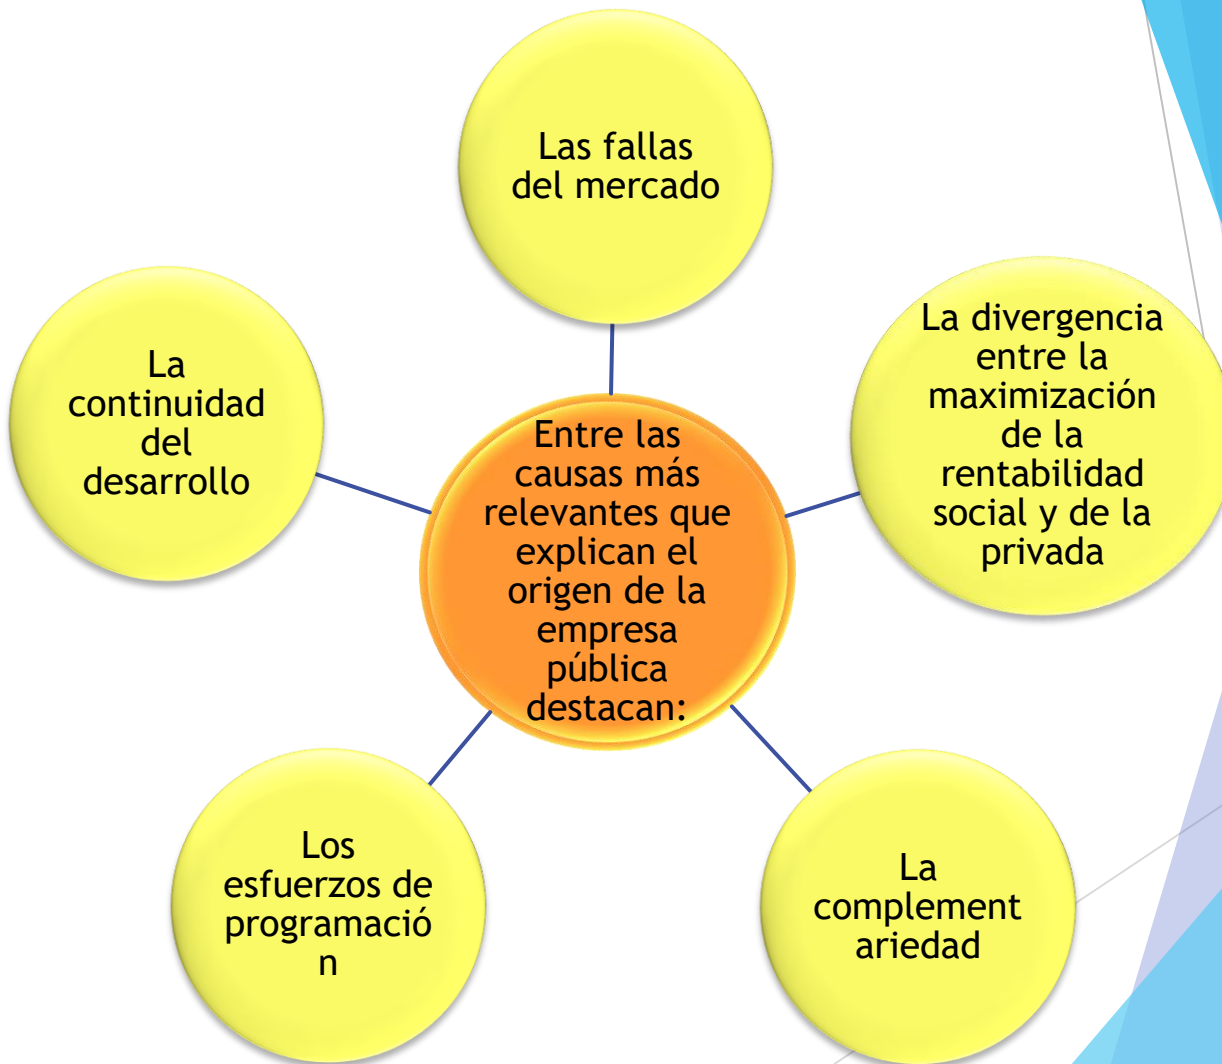 Las fallas
del mercado
La divergencia
entre la
maximización
de la
rentabilidad
social y de la
privada
La
complement
ariedad
Los
esfuerzos de
programació
n
La
continuidad
del
desarrollo
Entre las
causas más
relevantes que
explican el
origen de la
empresa
pública
destacan: